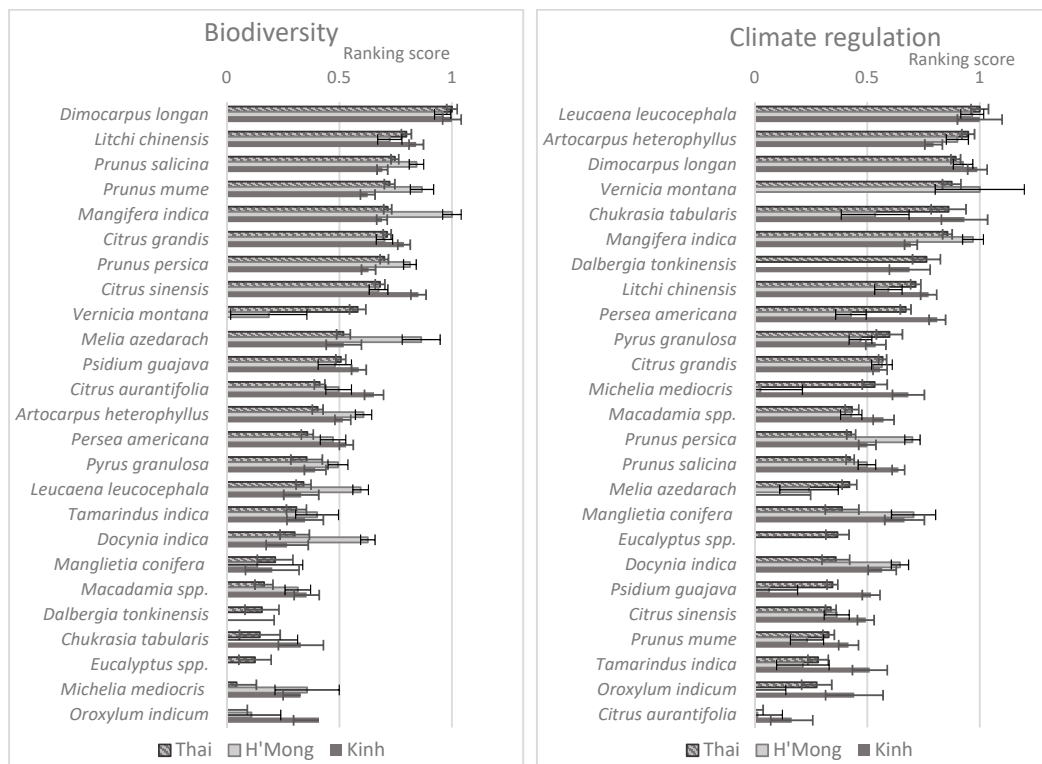 Biodiversity
Ranking score
0 0.5 1
Dimocarpus longan
Litchi chinensis
Prunus salicina
Prunus mume
Mangifera indica
Citrus grandis
Prunus persica
Citrus sinensis
Vernicia montana
Melia azedarach
Psidium guajava
Citrus aurantifolia
Artocarpus heterophyllus
Persea americana
Pyrus granulosa
Leucaena leucocephala
Tamarindus indica
Docynia indica
Manglietia conifera
Macadamia spp.
Dalbergia tonkinensis
Chukrasia tabularis
Eucalyptus spp.
Michelia mediocris
Oroxylum indicum
Thai H'Mong Kinh
Climate regulation
Ranking score
0 0.5 1
Leucaena leucocephala
Artocarpus heterophyllus
Dimocarpus longan
Vernicia montana
Chukrasia tabularis
Mangifera indica
Dalbergia tonkinensis
Litchi chinensis
Persea americana
Pyrus granulosa
Citrus grandis
Michelia mediocris
Macadamia spp.
Prunus persica
Prunus salicina
Melia azedarach
Manglietia conifera
Eucalyptus spp.
Docynia indica
Psidium guajava
Citrus sinensis
Prunus mume
Tamarindus indica
Oroxylum indicum
Citrus aurantifolia
Thai H'Mong Kinh